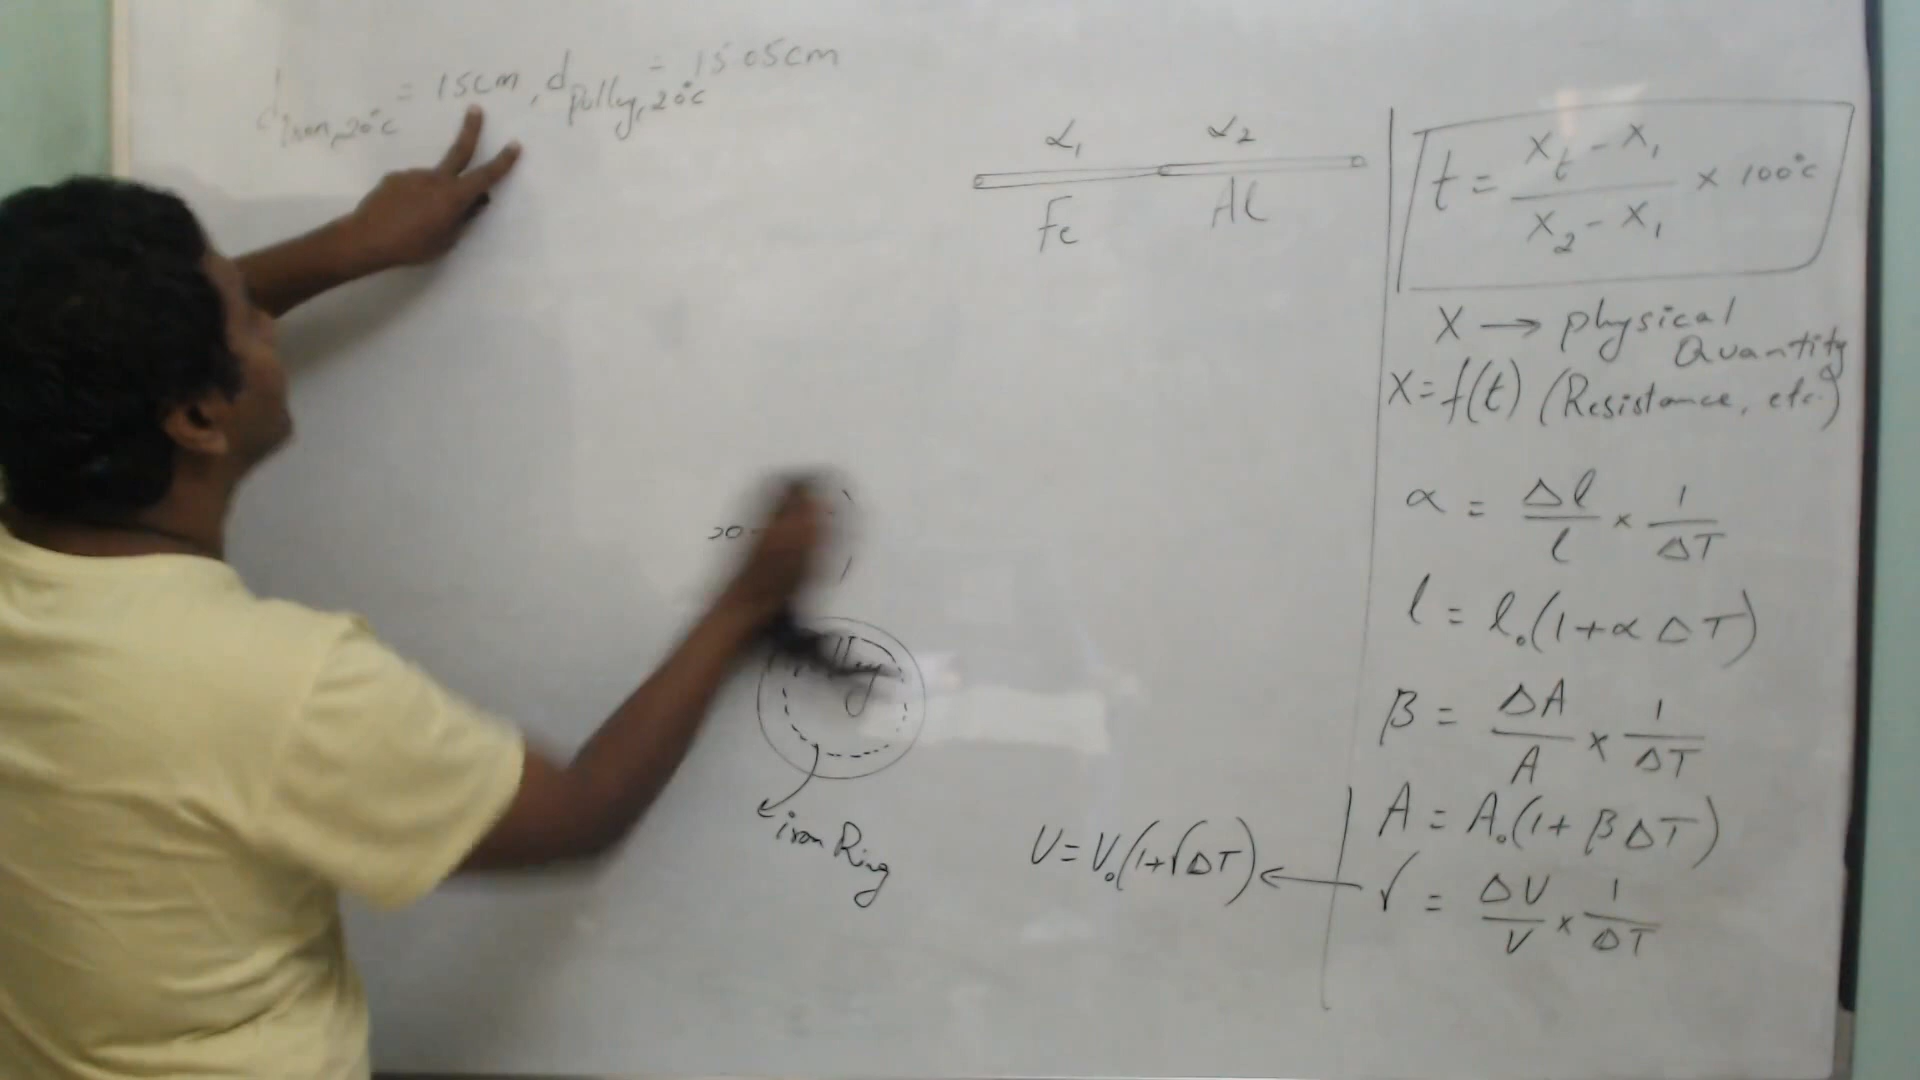 d iron, 20°c = 15cm, d pulley, 20°c = 15.05cm
α₁ α₂
Fe Al
t = (X_t - X₁)/(X₂ - X₁) × 100°c
X → physical Quantity
X = f(t) (Resistance, etc.)
α = Δl/l × 1/ΔT
l = l₀(1+αΔT)
β = ΔA/A × 1/ΔT
A = A₀(1+βΔT)
γ = ΔV/V × 1/ΔT
V = V₀(1+γΔT)
iron Ring